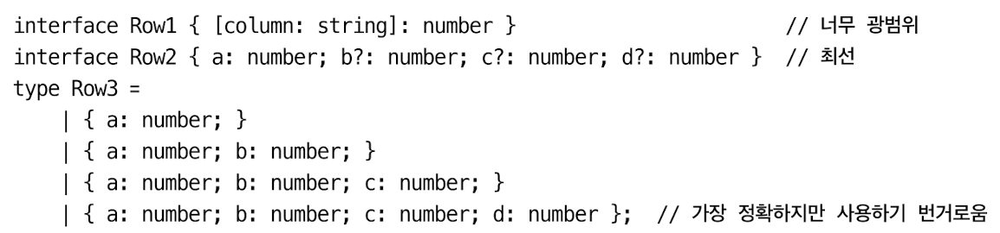 interface Row1 { [column: string]: number } // 너무 광범위
interface Row2 { a: number; b?: number; c?: number; d?: number } // 최선
type Row3 =
    | { a: number; }
    | { a: number; b: number; }
    | { a: number; b: number; c: number; }
    | { a: number; b: number; c: number; d: number }; // 가장 정확하지만 사용하기 번거로움